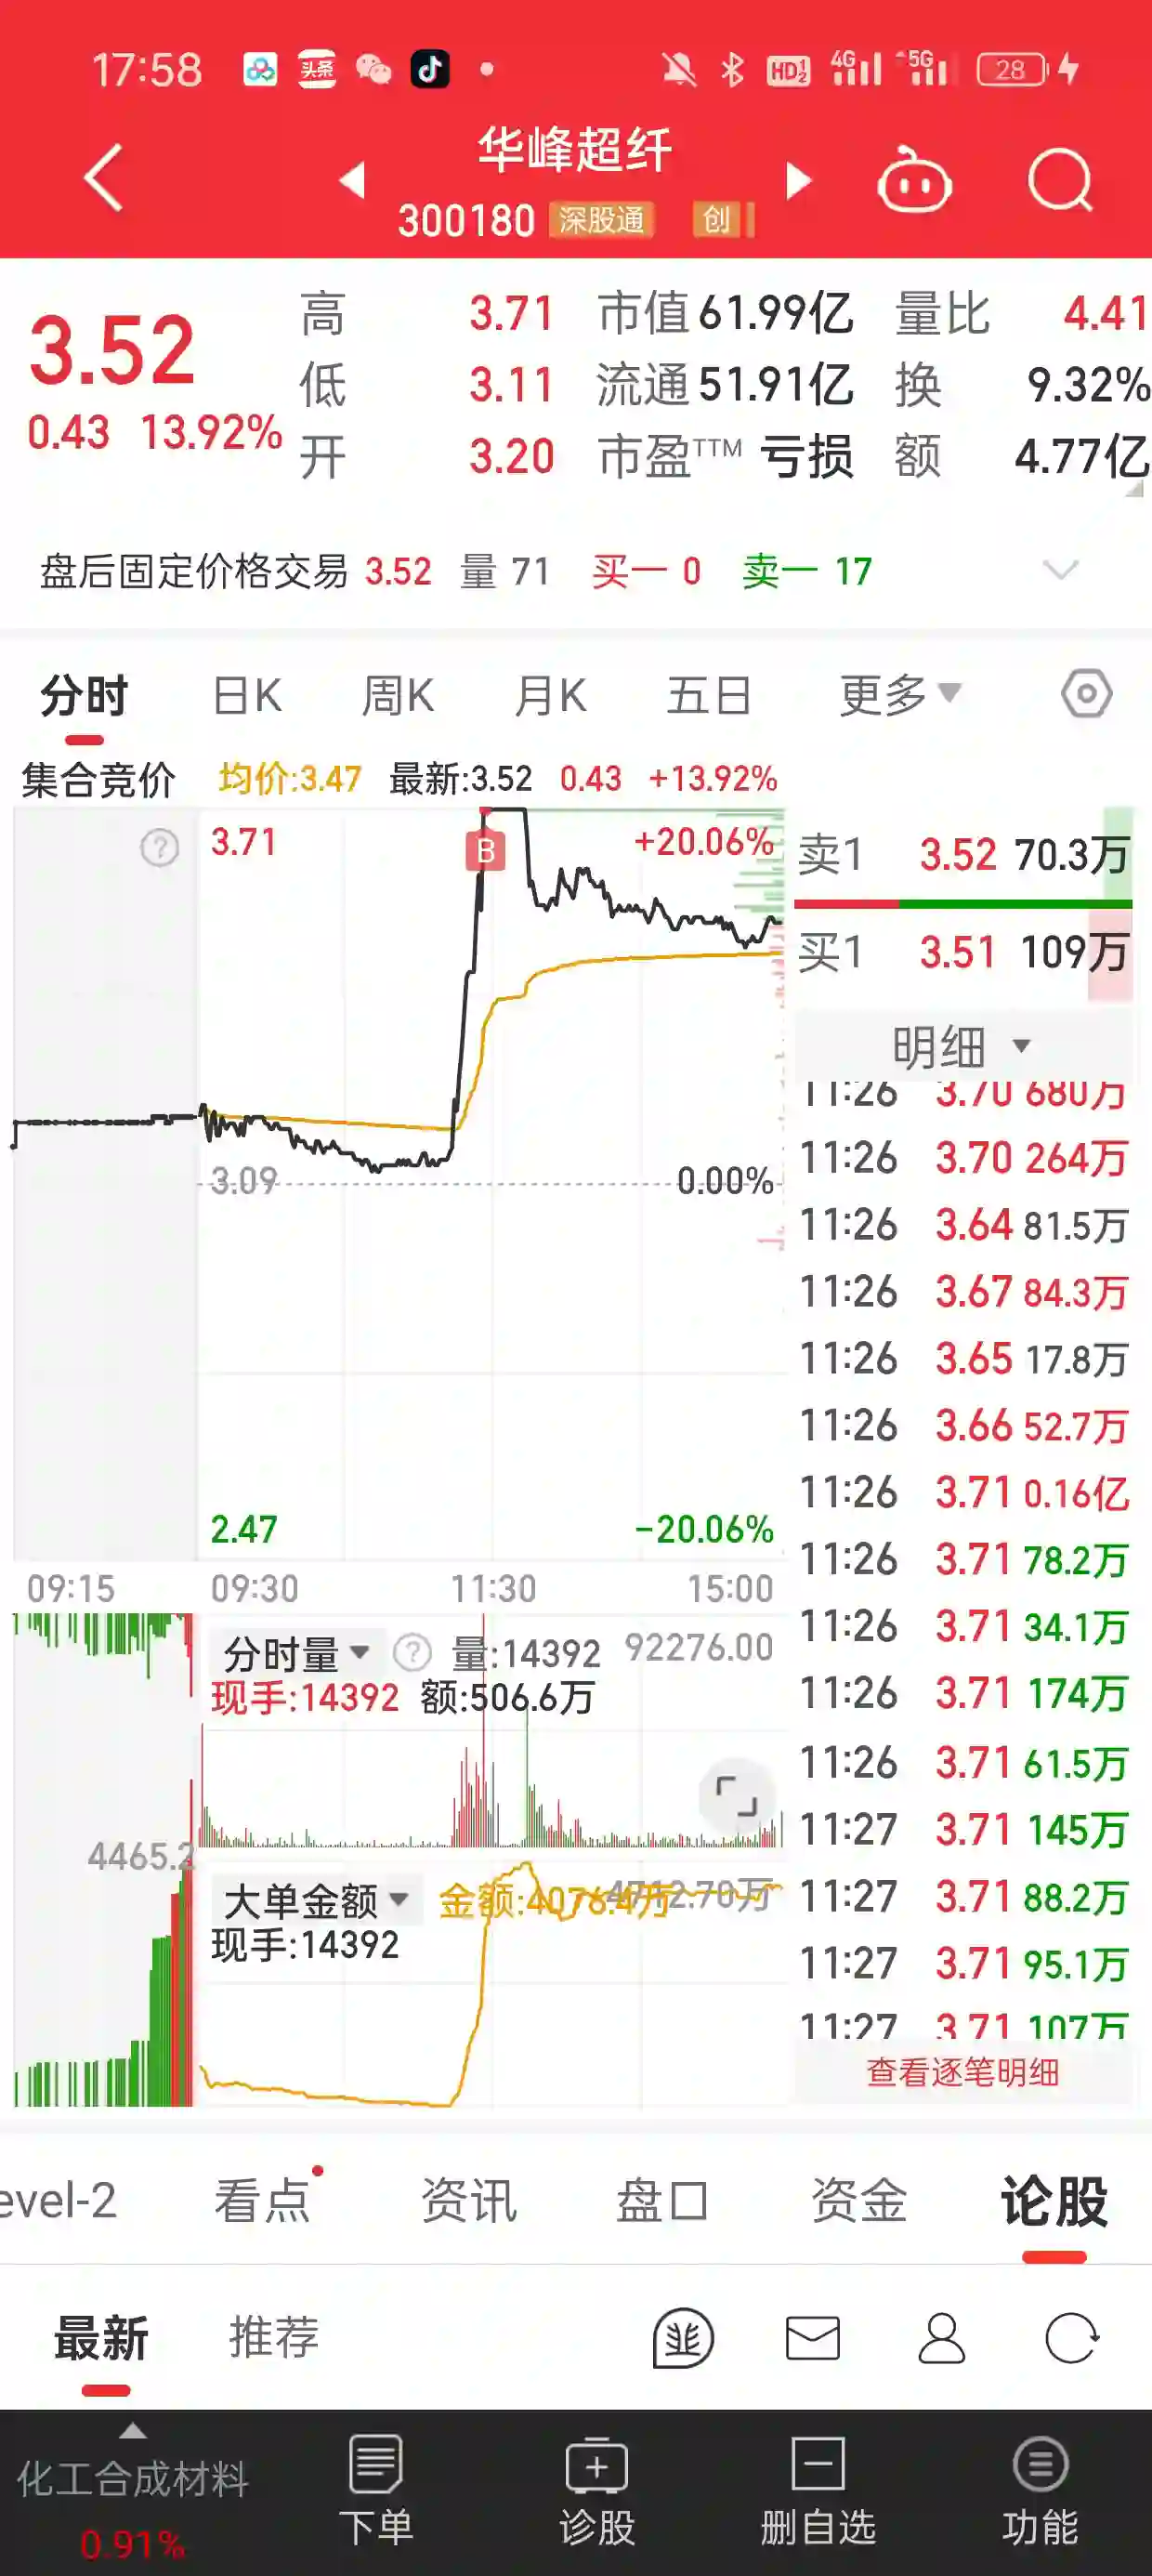 17:58 头条 HD 1 2 4G 5G 28
华峰超纤
300180 深股通 创
3.52
0.43 13.92%
高 3.71 市值 61.99亿 量比 4.41
低 3.11 流通 51.91亿 换 9.32%
开 3.20 市盈TTM 亏损 额 4.77亿
盘后固定价格交易 3.52 量 71 买一 0 卖一 17
分时 日K 周K 月K 五日 更多
集合竞价 均价:3.47 最新:3.52 0.43 +13.92%
? 3.71 +20.06%
B
3.09 0.00%
2.47 -20.06%
09:15 09:30 11:30 15:00
分时量 ? 量:14392 92276.00
现手:14392 额:506.6万
4465.2
大单金额 金额:4076.4万 4712.70万
现手:14392
卖1 3.52 70.3万
买1 3.51 109万
明细
11:26 3.70 680万
11:26 3.70 264万
11:26 3.64 81.5万
11:26 3.67 84.3万
11:26 3.65 17.8万
11:26 3.66 52.7万
11:26 3.71 0.16亿
11:26 3.71 78.2万
11:26 3.71 34.1万
11:26 3.71 174万
11:26 3.71 61.5万
11:27 3.71 145万
11:27 3.71 88.2万
11:27 3.71 95.1万
11:27 3.71 107万
查看逐笔明细
evel-2 看点 资讯 盘口 资金 论股
最新 推荐
化工合成材料
0.91%
下单 诊股 删自选 功能